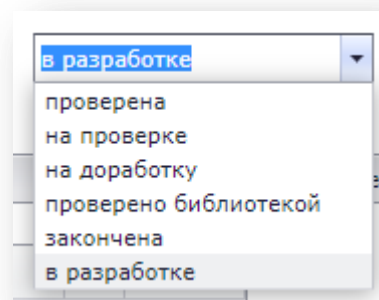 в разработке
проверена
на проверке
на доработку
проверено библиотекой
закончена
в разработке